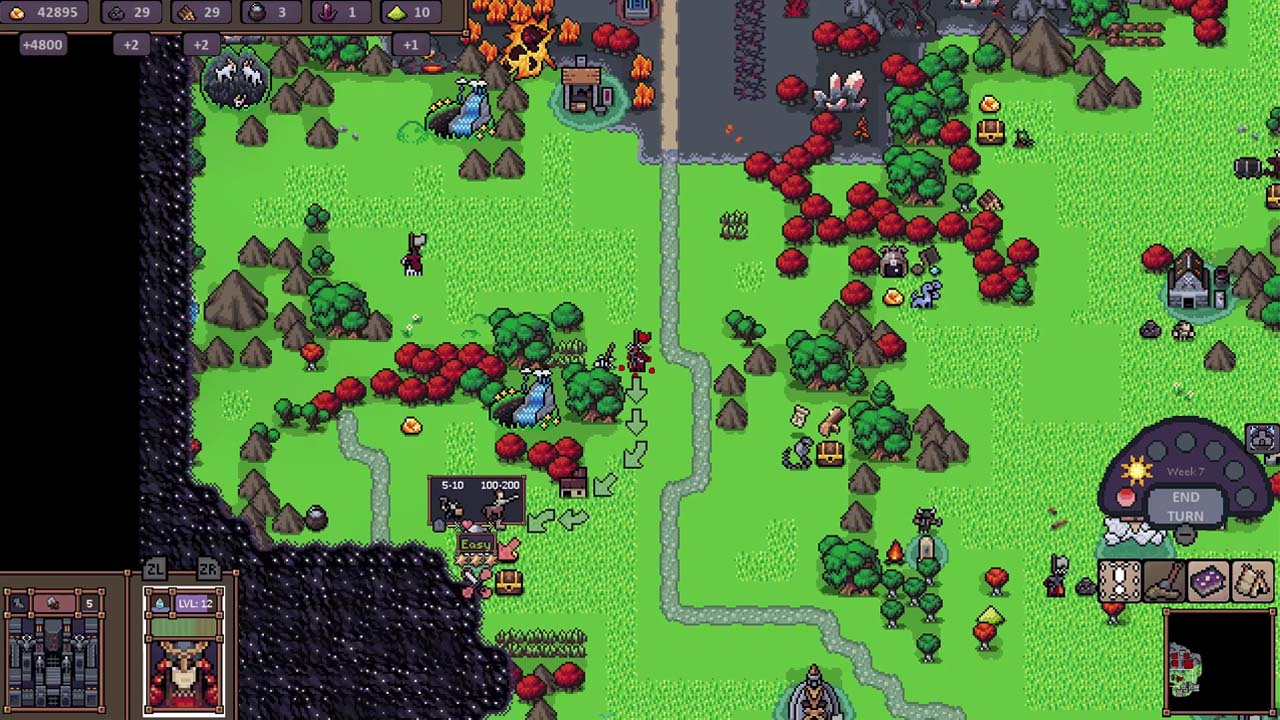 42895 29 29 3 1 10
+4800 +2 +2 +1
5-10 100-200
Easy
Week 7
END
TURN
ZL ZR
5 LVL: 12